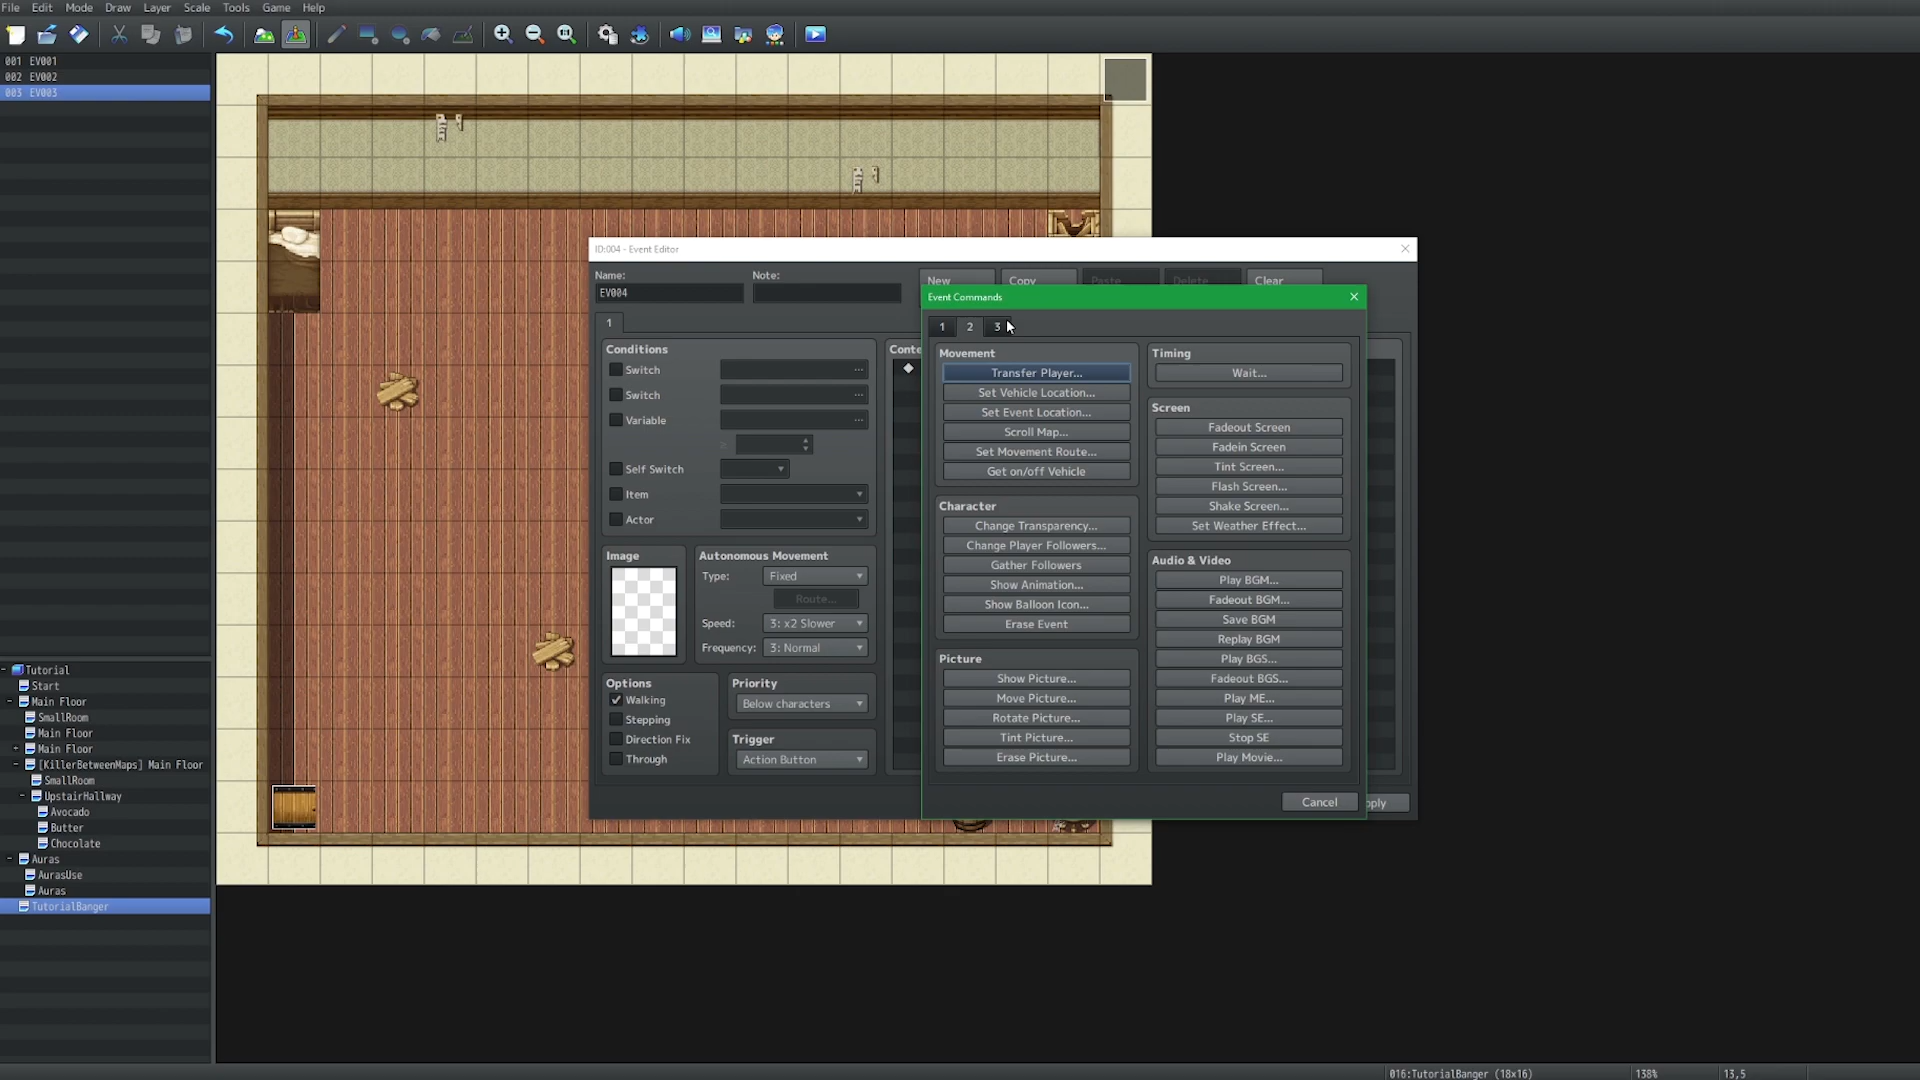 File Edit Mode Draw Layer Scale Tools Game Help
001 EV001
002 EV002
003 EV003
ID:004 - Event Editor
Name:
Note:
EV004
New Copy Paste Delete Clear
1
Conditions
Switch
Switch
Variable
≥
Self Switch
Item
Actor
Image
Autonomous Movement
Type: Fixed
Route...
Speed: 3: x2 Slower
Frequency: 3: Normal
Options
Walking
Stepping
Direction Fix
Through
Priority
Below characters
Trigger
Action Button
Conte
pply
Event Commands
1 2 3
Movement
Transfer Player...
Set Vehicle Location...
Set Event Location...
Scroll Map...
Set Movement Route...
Get on/off Vehicle
Character
Change Transparency...
Change Player Followers...
Gather Followers
Show Animation...
Show Balloon Icon...
Erase Event
Picture
Show Picture...
Move Picture...
Rotate Picture...
Tint Picture...
Erase Picture...
Timing
Wait...
Screen
Fadeout Screen
Fadein Screen
Tint Screen...
Flash Screen...
Shake Screen...
Set Weather Effect...
Audio & Video
Play BGM...
Fadeout BGM...
Save BGM
Replay BGM
Play BGS...
Fadeout BGS...
Play ME...
Play SE...
Stop SE
Play Movie...
Cancel
Tutorial
Start
Main Floor
SmallRoom
Main Floor
Main Floor
[KillerBetweenMaps] Main Floor
SmallRoom
UpstairHallway
Avocado
Butter
Chocolate
Auras
AurasUse
Auras
TutorialBanger
016:TutorialBanger (18x16) 138% 13,5